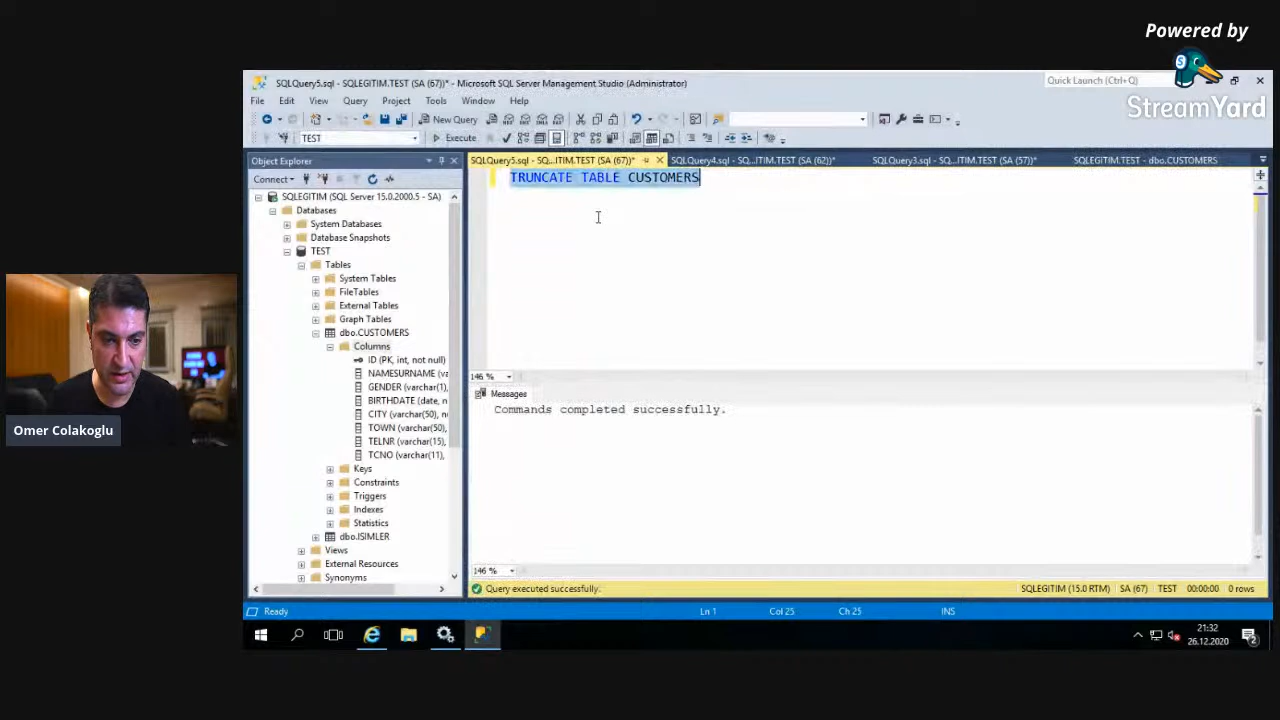 Powered by
StreamYard
SQLQuery5.sql - SQLEGITIM.TEST (SA (67))* - Microsoft SQL Server Management Studio (Administrator)
Quick Launch (Ctrl+Q)
File Edit View Query Project Tools Window Help
New Query
TEST
Execute
Object Explorer
SQLQuery5.sql - SQ...ITIM.TEST (SA (67))*
SQLQuery4.sql - SQ...ITIM.TEST (SA (62))*
SQLQuery3.sql - SQ...ITIM.TEST (SA (57))*
SQLEGITIM.TEST - dbo.CUSTOMERS
Connect
SQLEGITIM (SQL Server 15.0.2000.5 - SA)
Databases
System Databases
Database Snapshots
TEST
Tables
System Tables
FileTables
External Tables
Graph Tables
dbo.CUSTOMERS
Columns
ID (PK, int, not null)
NAMESURNAME (va
GENDER (varchar(1),
BIRTHDATE (date, n
CITY (varchar(50), nu
TOWN (varchar(50),
TELNR (varchar(15),
TCNO (varchar(11),
Keys
Constraints
Triggers
Indexes
Statistics
dbo.ISIMLER
Views
External Resources
Synonyms
TRUNCATE TABLE CUSTOMERS
146 %
Messages
Commands completed successfully.
146 %
Query executed successfully.
SQLEGITIM (15.0 RTM) SA (67) TEST 00:00:00 0 rows
Ready
Ln 1 Col 25 Ch 25 INS
21:32
26.12.2020
2
Omer Colakoglu